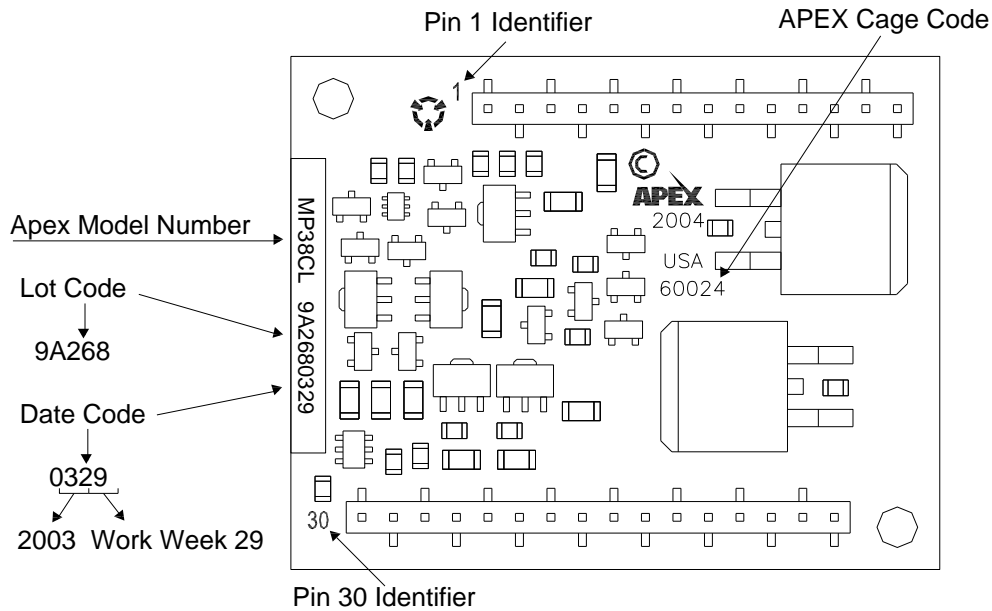 Pin 1 Identifier
APEX Cage Code
1
©
APEX
2004
USA
60024
Apex Model Number
MP38CL 9A2680329
Lot Code
9A268
Date Code
0329
2003 Work Week 29
30
Pin 30 Identifier